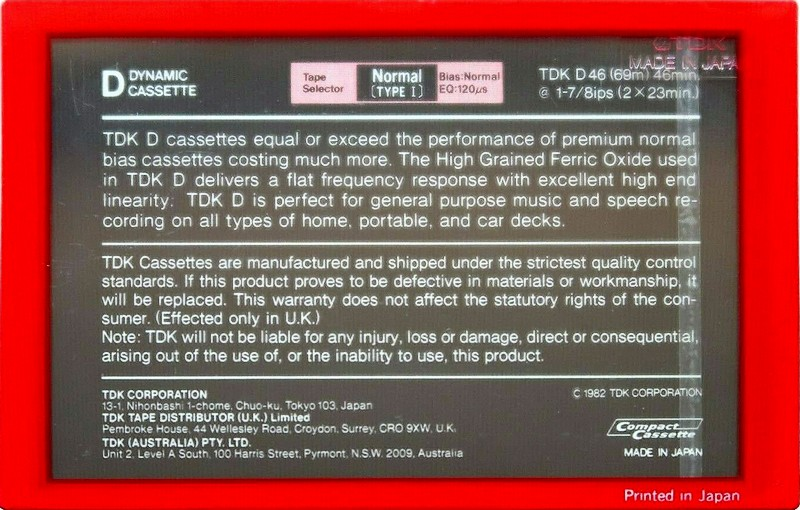 TDK
MADE IN JAPA
D DYNAMIC
CASSETTE
Tape
Selector
Normal
(TYPE I)
Bias:Normal
EQ:120µs
TDK D46 (69m) 46min.
@ 1-7/8ips (2×23min.)
TDK D cassettes equal or exceed the performance of premium normal
bias cassettes costing much more. The High Grained Ferric Oxide used
in TDK D delivers a flat frequency response with excellent high end
linearity. TDK D is perfect for general purpose music and speech re-
cording on all types of home, portable, and car decks.
TDK Cassettes are manufactured and shipped under the strictest quality control
standards. If this product proves to be defective in materials or workmanship, it
will be replaced. This warranty does not affect the statutory rights of the con-
sumer. (Effected only in U.K.)
Note: TDK will not be liable for any injury, loss or damage, direct or consequential,
arising out of the use of, or the inability to use, this product.
TDK CORPORATION
13-1, Nihonbashi 1-chome, Chuo-ku, Tokyo 103, Japan
TDK TAPE DISTRIBUTOR (U.K.) Limited
Pembroke House, 44 Wellesley Road, Croydon, Surrey, CRO 9XW, U.K.
TDK (AUSTRALIA) PTY. LTD.
Unit 2, Level A South, 100 Harris Street, Pyrmont, N.S.W. 2009, Australia
© 1982 TDK CORPORATION
Compact
Cassette
MADE IN JAPAN
Printed in Japan